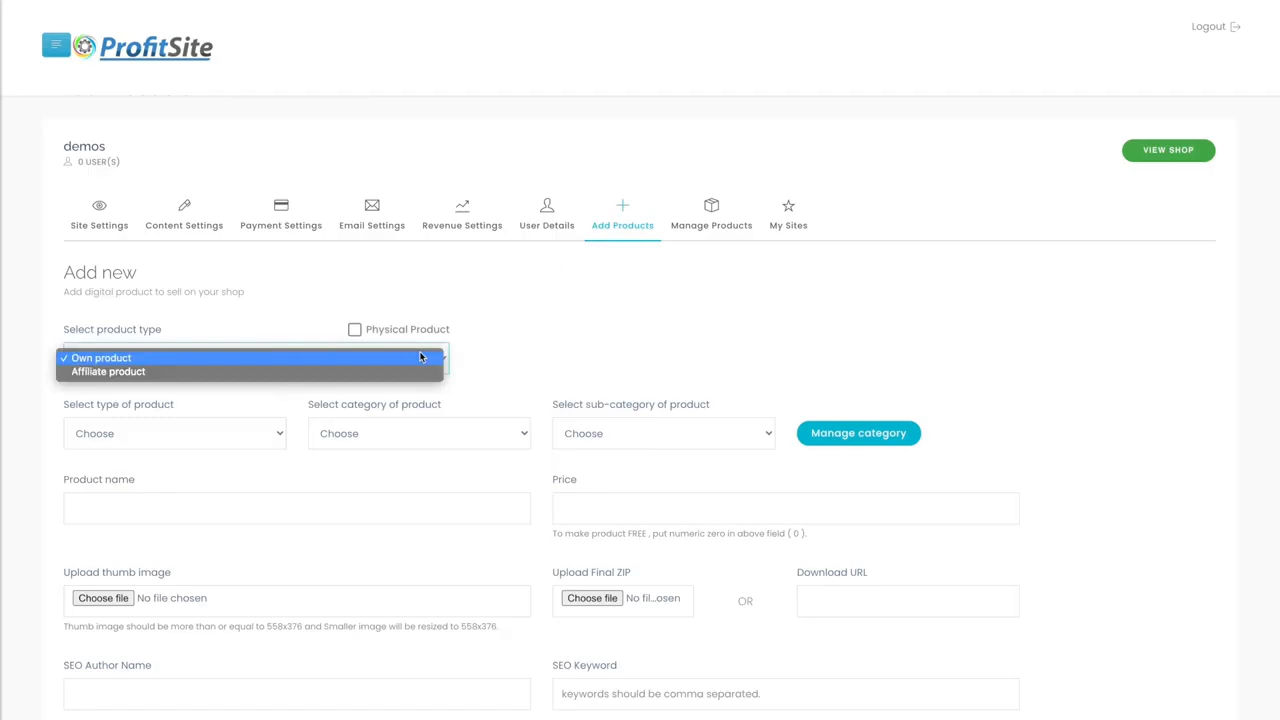 Logout
ProfitSite
demos
0 USER(S)
VIEW SHOP
Site Settings
Content Settings
Payment Settings
Email Settings
Revenue Settings
User Details
Add Products
Manage Products
My Sites
Add new
Add digital product to sell on your shop
Select product type
Physical Product
✓ Own product
Affiliate product
Select type of product
Select category of product
Select sub-category of product
Choose
Choose
Choose
Manage category
Product name
Price
To make product FREE , put numeric zero in above field ( 0 ).
Upload thumb image
Upload Final ZIP
Download URL
Choose file No file chosen
Choose file No fil...osen
OR
Thumb image should be more than or equal to 558x376 and Smaller image will be resized to 558x376.
SEO Author Name
SEO Keyword
keywords should be comma separated.